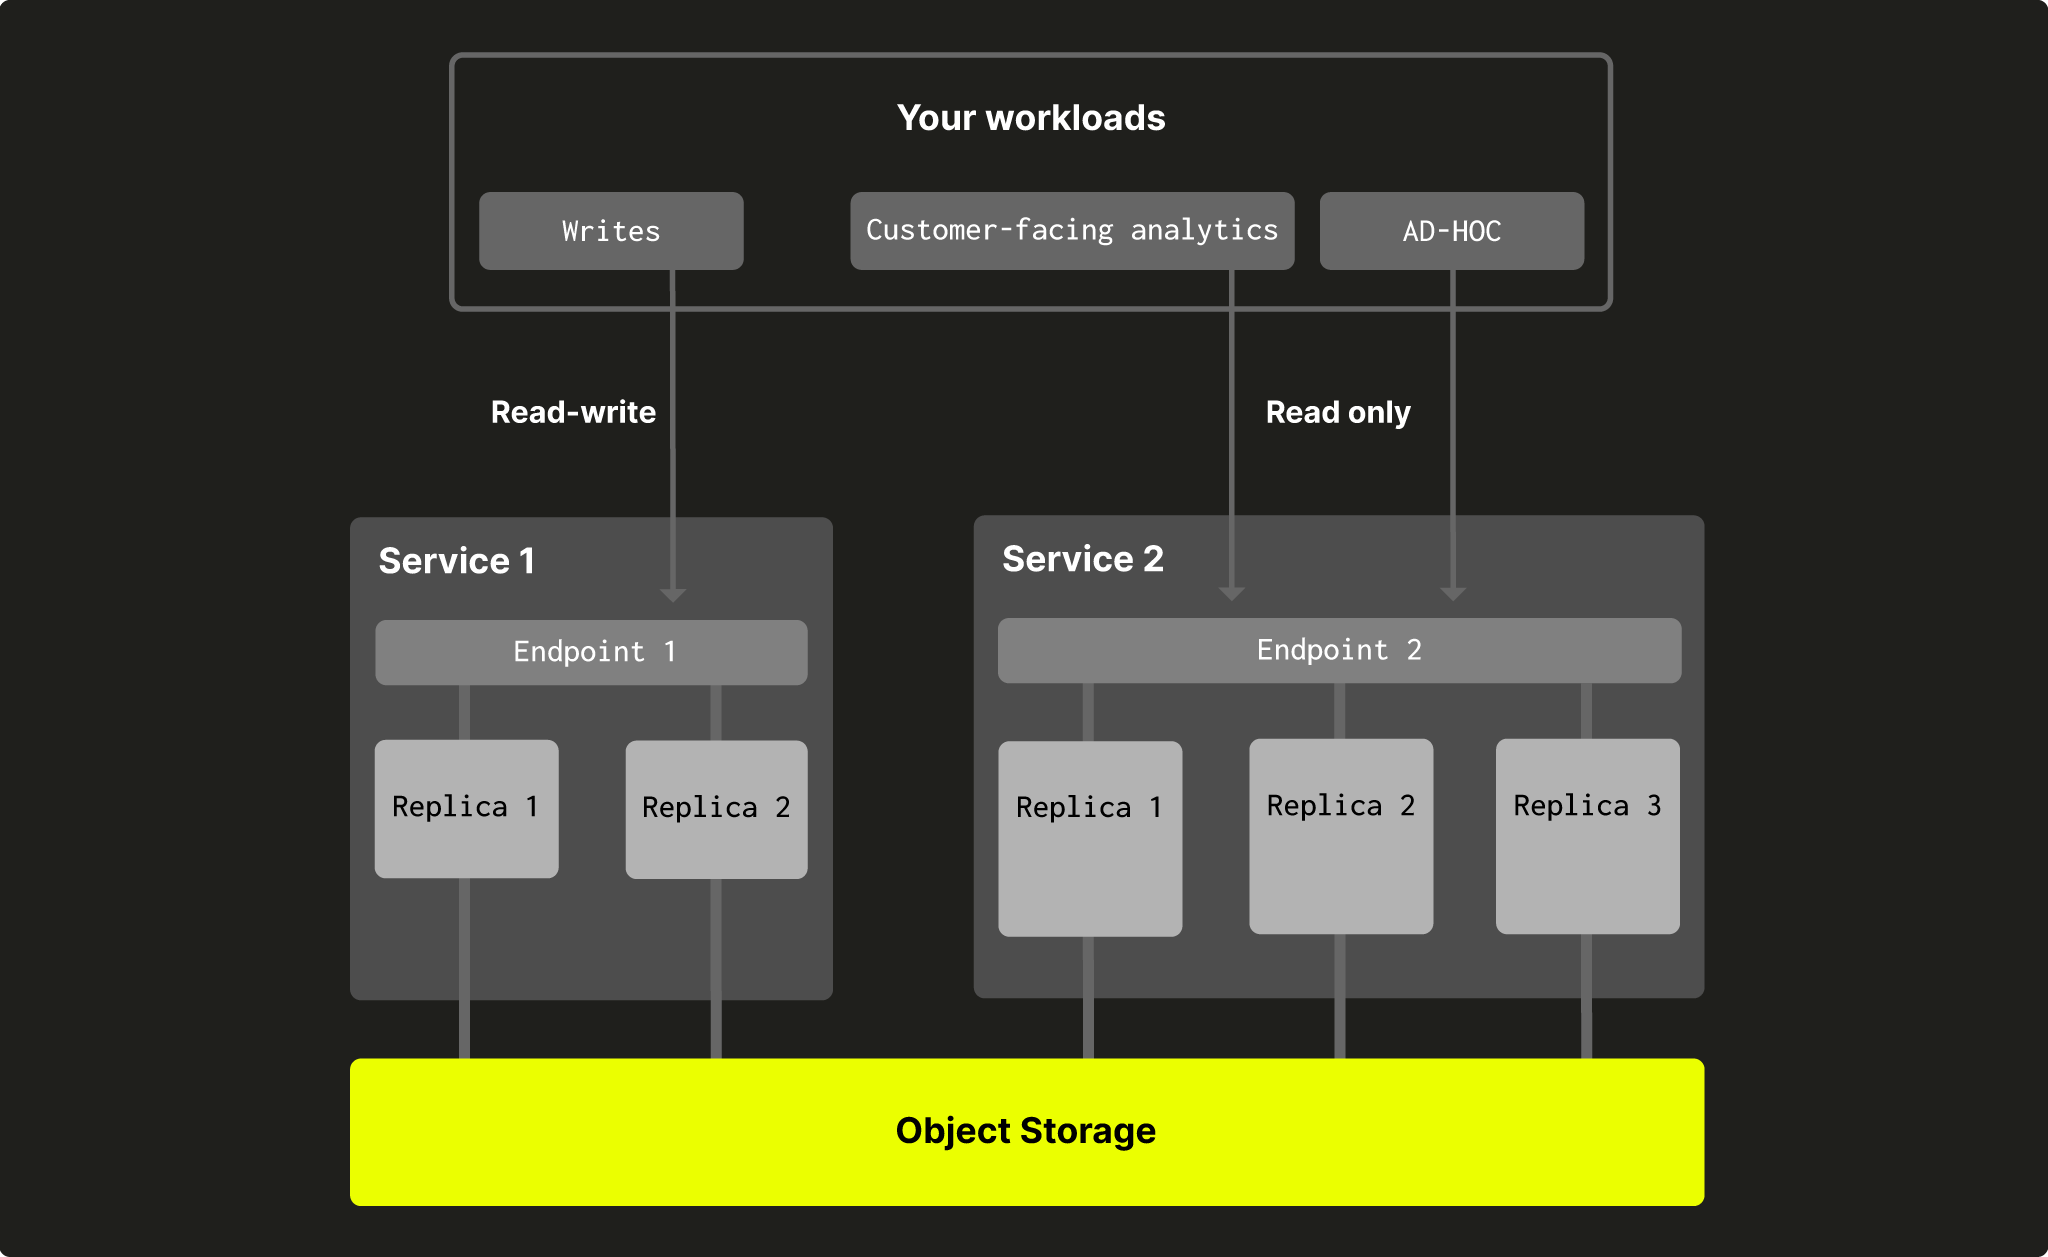 Your workloads
Writes
Customer-facing analytics
AD-HOC
Read-write
Read only
Service 1
Service 2
Endpoint 1
Endpoint 2
Replica 1
Replica 2
Replica 1
Replica 2
Replica 3
Object Storage